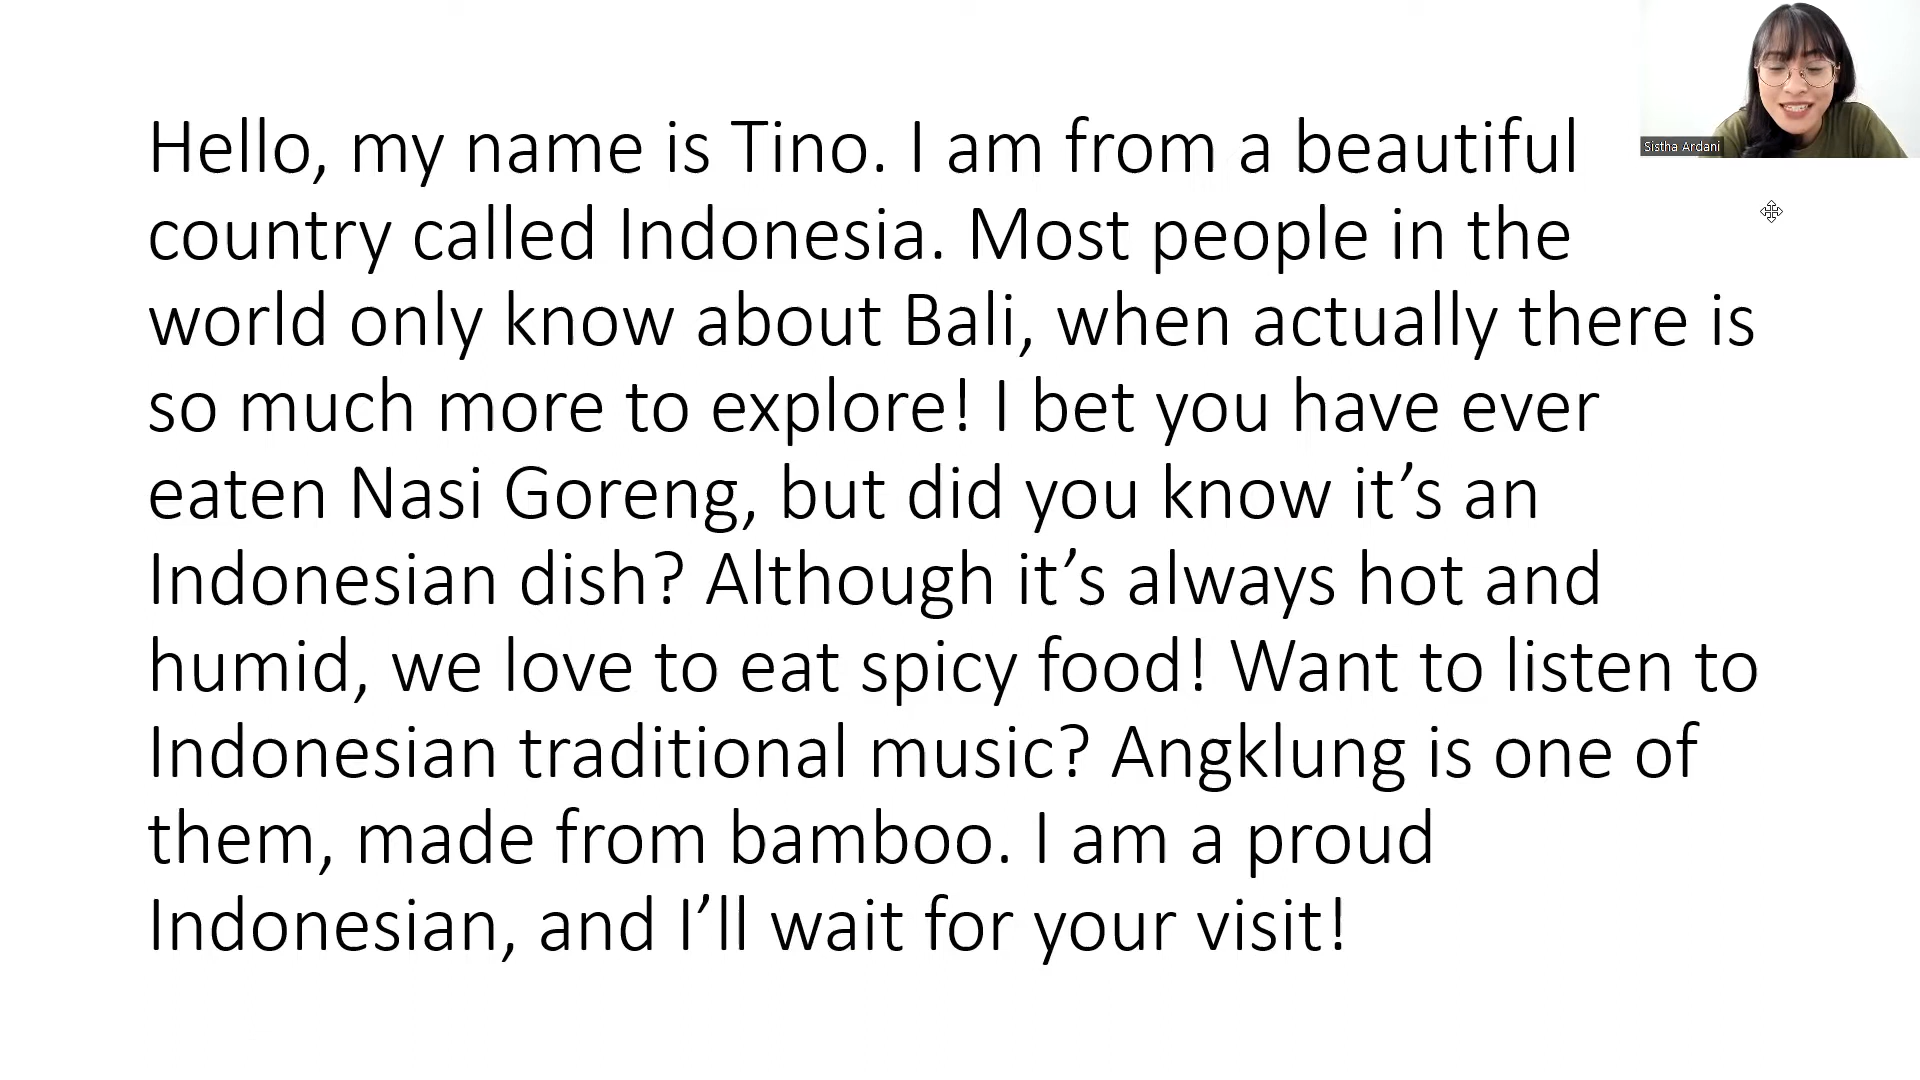 Hello, my name is Tino. I am from a beautiful
country called Indonesia. Most people in the
world only know about Bali, when actually there is
so much more to explore! I bet you have ever
eaten Nasi Goreng, but did you know it’s an
Indonesian dish? Although it’s always hot and
humid, we love to eat spicy food! Want to listen to
Indonesian traditional music? Angklung is one of
them, made from bamboo. I am a proud
Indonesian, and I’ll wait for your visit!
Sistha Ardani